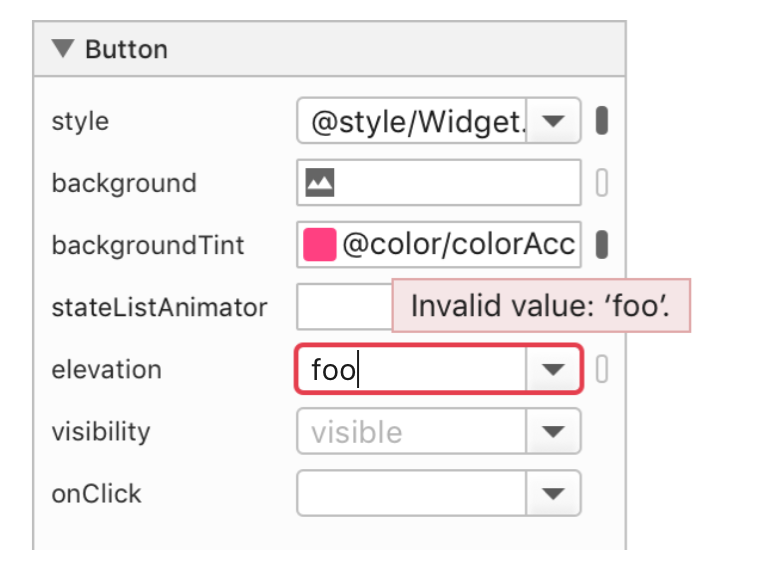 Button
style
@style/Widget.
background
backgroundTint
@color/colorAcc
stateListAnimator
Invalid value: ‘foo’.
elevation
foo
visibility
visible
onClick